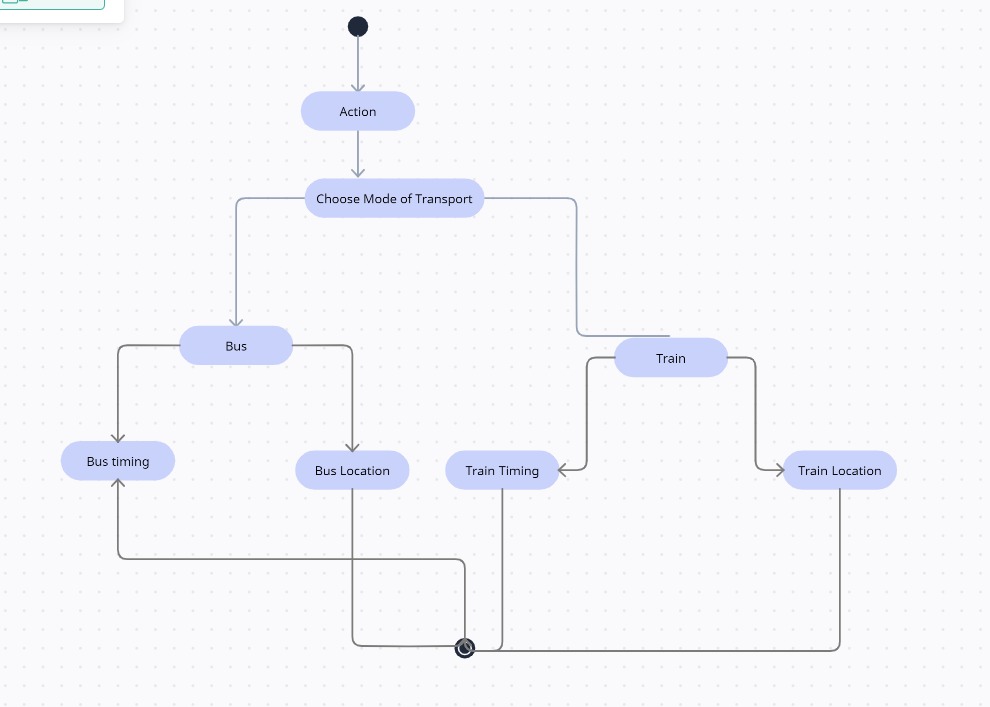 Action
Choose Mode of Transport
Bus
Train
Bus timing
Bus Location
Train Timing
Train Location